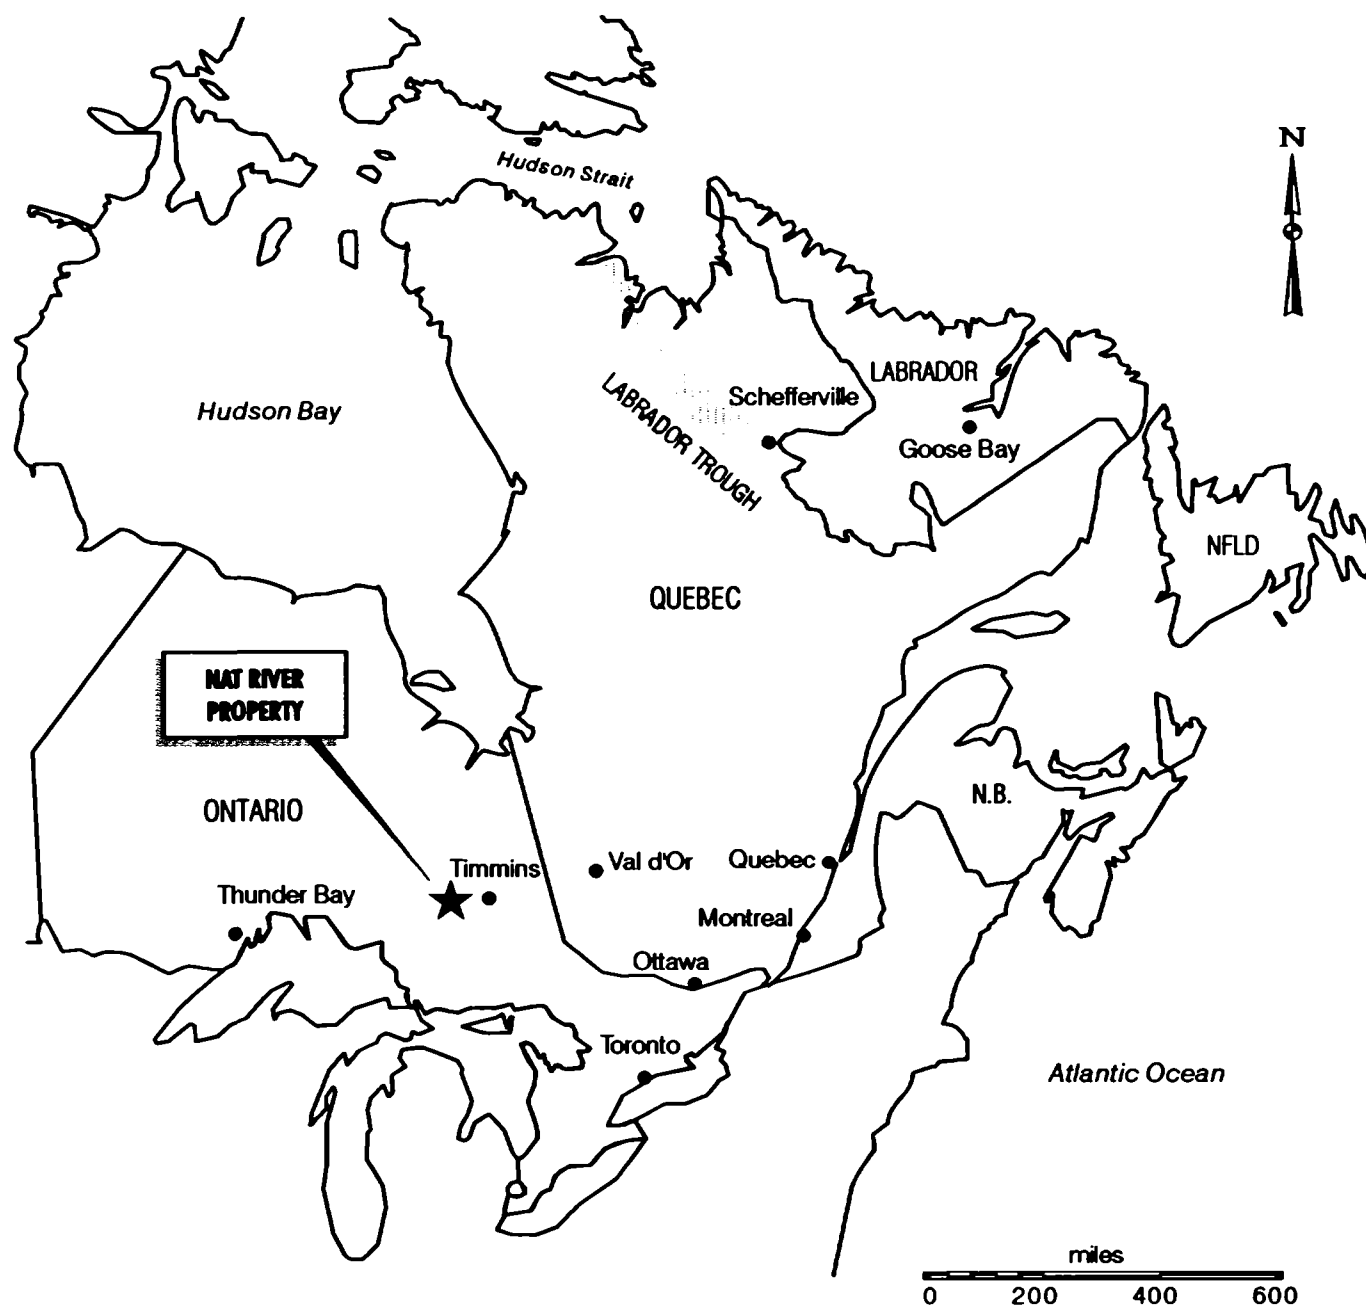 N
Hudson Strait
LABRADOR
Schefferville
Hudson Bay
LABRADOR TROUGH
Goose Bay
NFLD
QUEBEC
NAT RIVER
PROPERTY
N.B.
ONTARIO
Timmins
Val d'Or
Quebec
Thunder Bay
Montreal
Ottawa
Toronto
Atlantic Ocean
miles
0 200 400 600